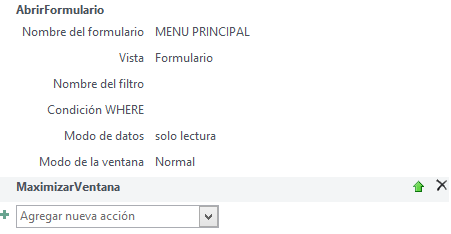 AbrirFormulario
Nombre del formulario MENU PRINCIPAL
Vista Formulario
Nombre del filtro
Condición WHERE
Modo de datos solo lectura
Modo de la ventana Normal
MaximizarVentana
Agregar nueva acción